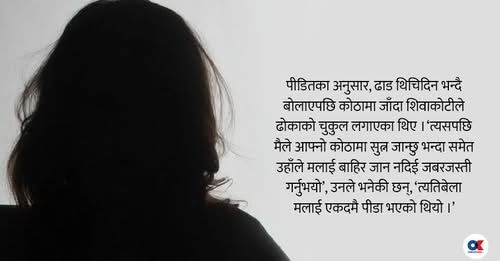 पीडितका अनुसार, ढाड थिचिदिन भन्दै
बोलाएपछि कोठामा जाँदा शिवाकोटीले
ढोकाको चुकुल लगाएका थिए । ‘त्यसपछि
मैले आफ्नो कोठामा सुत्न जान्छु भन्दा समेत
उहाँले मलाई बाहिर जान नदिई जबरजस्ती
गर्नुभयो’, उनले भनेकी छन्, ‘त्यतिबेला
मलाई एकदमै पीडा भएको थियो ।’